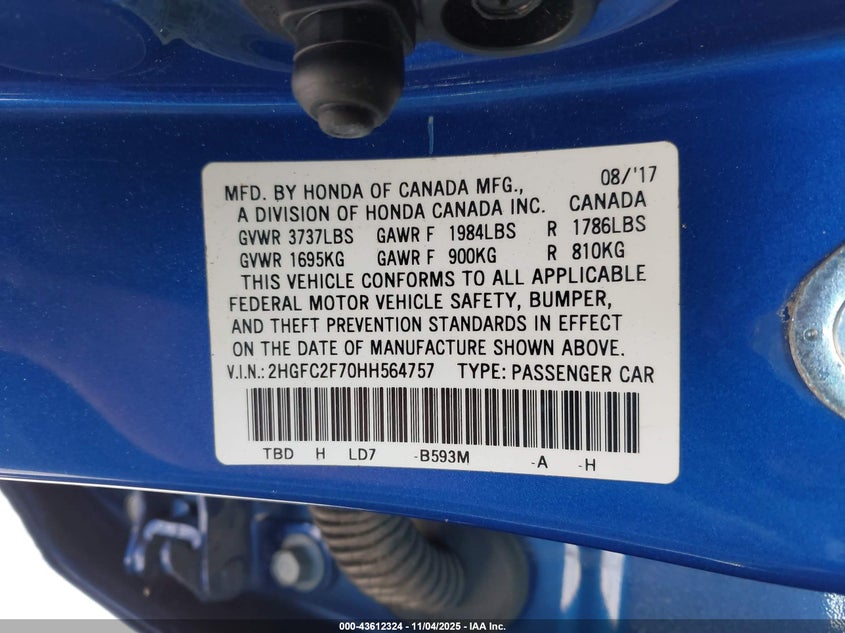 MFD. BY HONDA OF CANADA MFG., 08/'17
A DIVISION OF HONDA CANADA INC. CANADA
GVWR 3737LBS GAWR F 1984LBS R 1786LBS
GVWR 1695KG GAWR F 900KG R 810KG
THIS VEHICLE CONFORMS TO ALL APPLICABLE
FEDERAL MOTOR VEHICLE SAFETY, BUMPER,
AND THEFT PREVENTION STANDARDS IN EFFECT
ON THE DATE OF MANUFACTURE SHOWN ABOVE.
V.I.N.: 2HGFC2F70HH564757 TYPE: PASSENGER CAR
TBD H LD7 -B593M -A -H
000-43612324 | 11/04/2025 - IAA Inc.